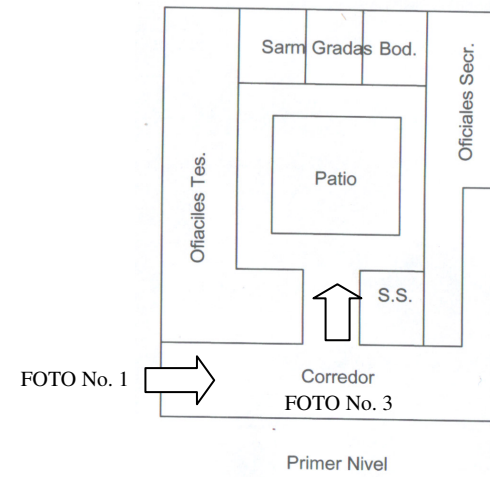 Sarm Gradas Bod.
Oficiales Secr.
Ofiaciles Tes.
Patio
S.S.
FOTO No. 1
Corredor
FOTO No. 3
Primer Nivel